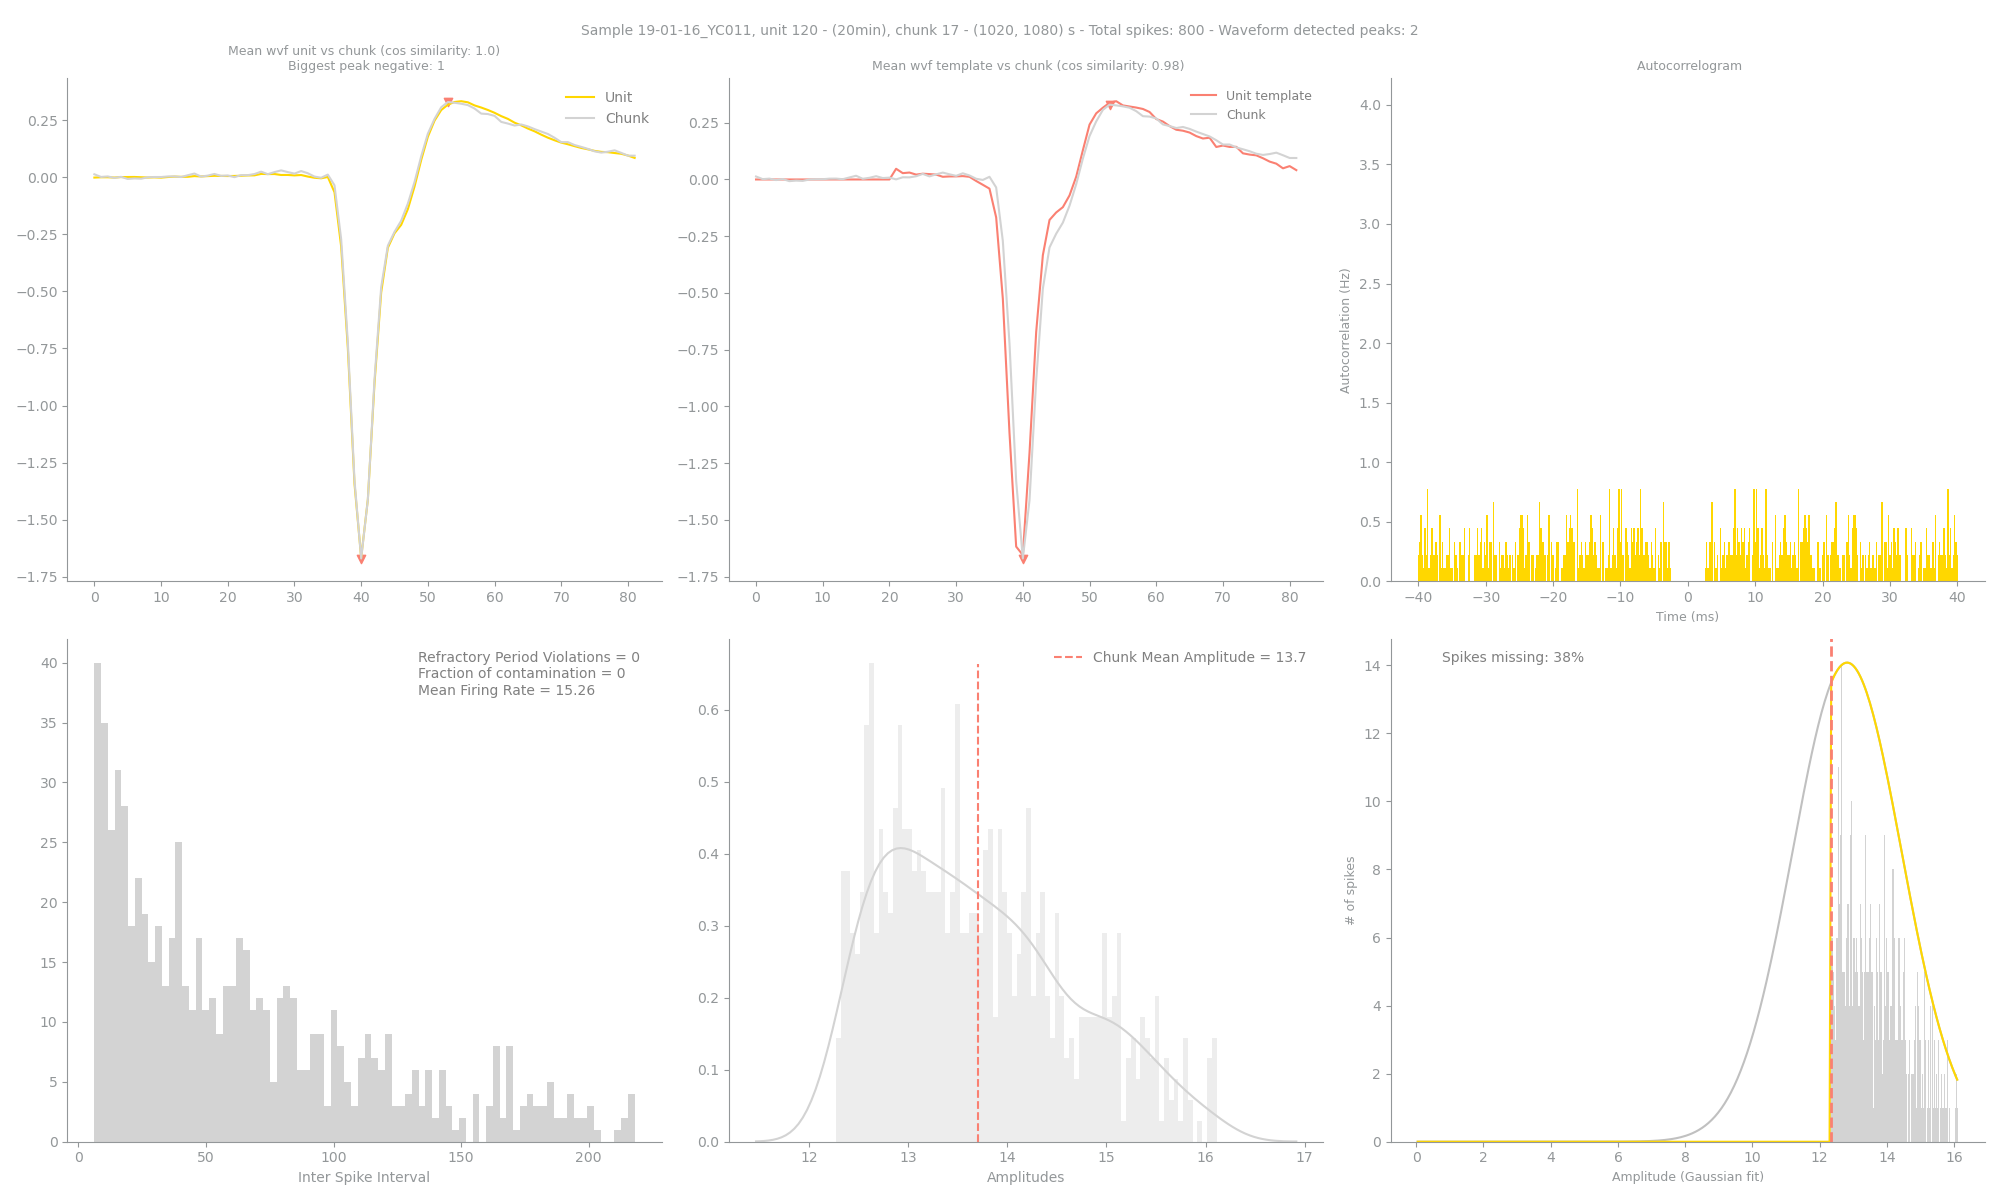 Sample 19-01-16_YC011, unit 120 - (20min), chunk 17 - (1020, 1080) s - Total spikes: 800 - Waveform detected peaks: 2
Mean wvf unit vs chunk (cos similarity: 1.0)
Biggest peak negative: 1
Unit
Chunk
0.25
0.00
−0.25
−0.50
−0.75
−1.00
−1.25
−1.50
−1.75
0 10 20 30 40 50 60 70 80
Mean wvf template vs chunk (cos similarity: 0.98)
Unit template
Chunk
0.25
0.00
−0.25
−0.50
−0.75
−1.00
−1.25
−1.50
−1.75
0 10 20 30 40 50 60 70 80
Autocorrelogram
Autocorrelation (Hz)
4.0
3.5
3.0
2.5
2.0
1.5
1.0
0.5
0.0
−40 −30 −20 −10 0 10 20 30 40
Time (ms)
Refractory Period Violations = 0
Fraction of contamination = 0
Mean Firing Rate = 15.26
40
35
30
25
20
15
10
5
0
0 50 100 150 200
Inter Spike Interval
Chunk Mean Amplitude = 13.7
0.6
0.5
0.4
0.3
0.2
0.1
0.0
12 13 14 15 16 17
Amplitudes
Spikes missing: 38%
# of spikes
14
12
10
8
6
4
2
0
0 2 4 6 8 10 12 14 16
Amplitude (Gaussian fit)